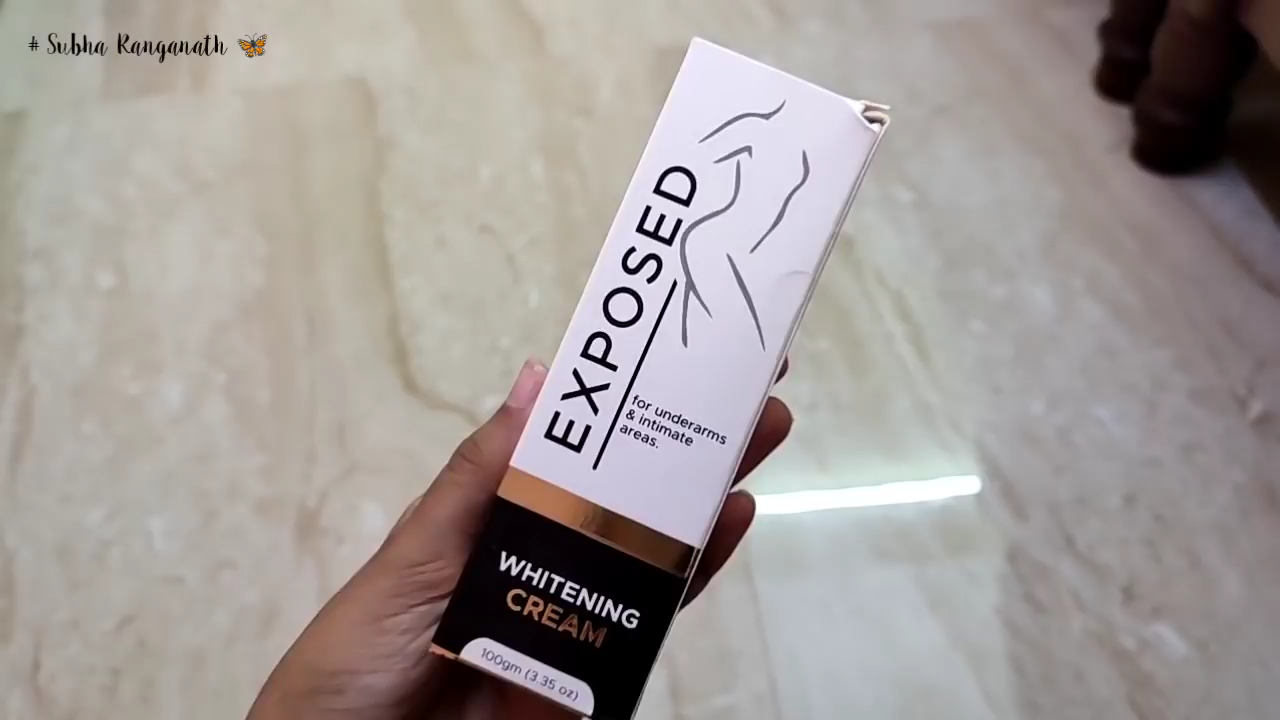 # Subha Ranganath
EXPOSED
for underarms
& intimate
areas.
WHITENING
CREAM
100gm (3.35 oz)